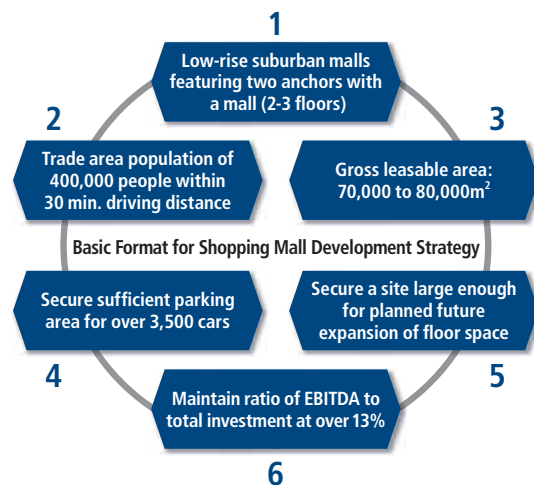 1
Low-rise suburban malls
featuring two anchors with
a mall (2-3 floors)
2
Trade area population of
400,000 people within
30 min. driving distance
3
Gross leasable area:
70,000 to 80,000m²
Basic Format for Shopping Mall Development Strategy
Secure sufficient parking
area for over 3,500 cars
4
Secure a site large enough
for planned future
expansion of floor space
5
Maintain ratio of EBITDA to
total investment at over 13%
6